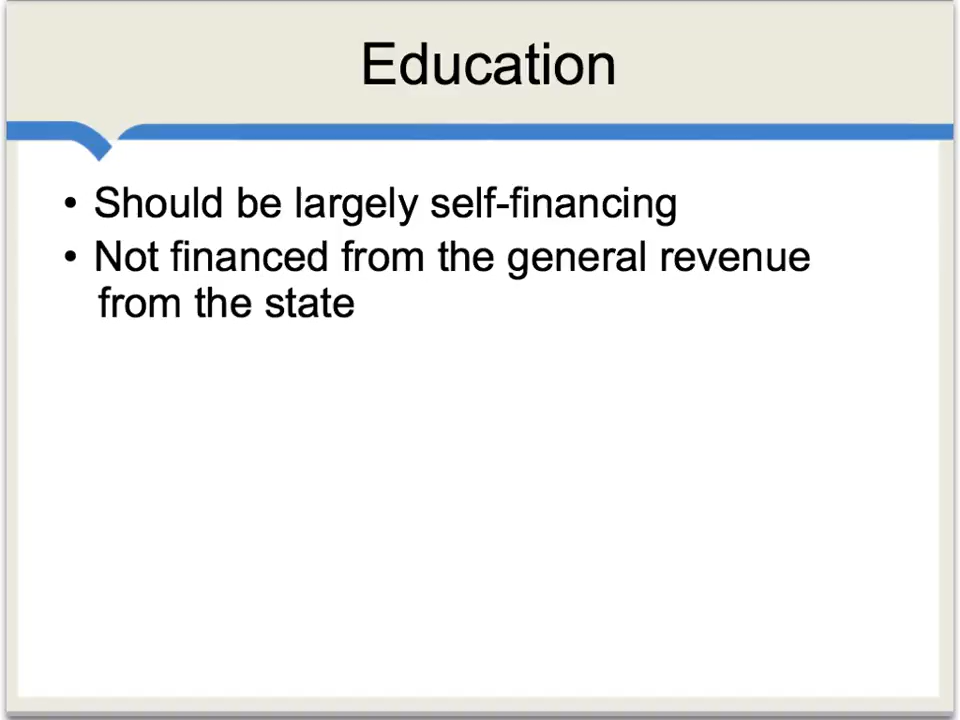 Education
• Should be largely self-financing
• Not financed from the general revenue
from the state